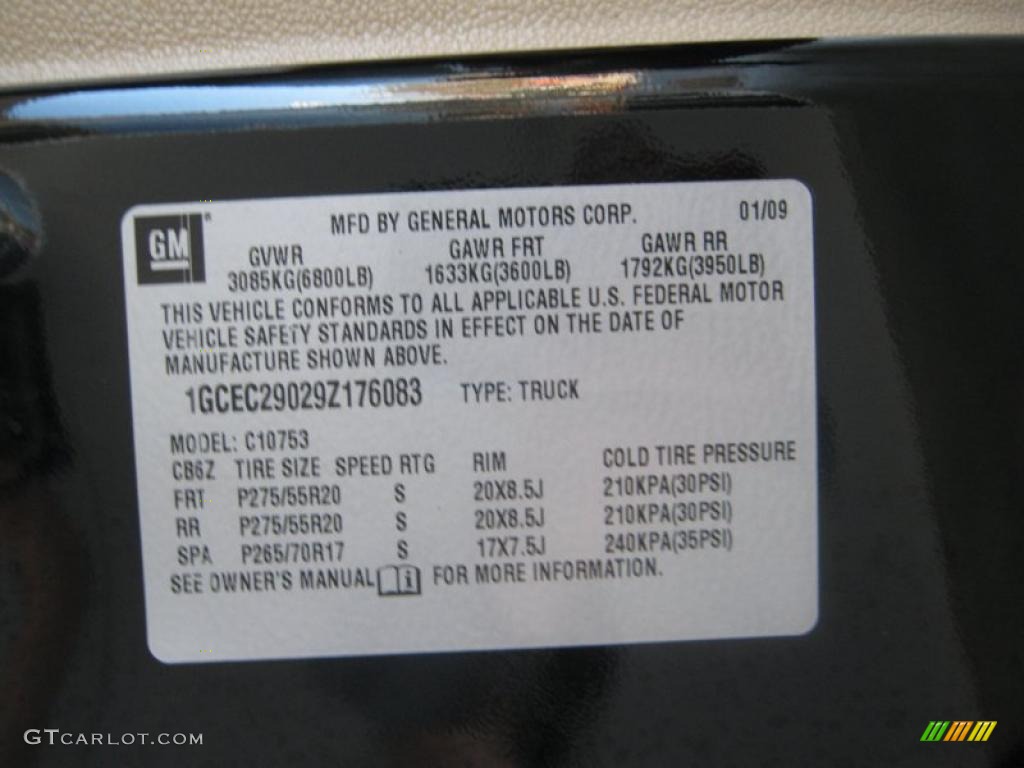 MFD BY GENERAL MOTORS CORP. 01/09
GM®
GVWR GAWR FRT GAWR RR
3085KG(6800LB) 1633KG(3600LB) 1792KG(3950LB)
THIS VEHICLE CONFORMS TO ALL APPLICABLE U.S. FEDERAL MOTOR
VEHICLE SAFETY STANDARDS IN EFFECT ON THE DATE OF
MANUFACTURE SHOWN ABOVE.
1GCEC29029Z176083 TYPE: TRUCK
MODEL: C10753
CB6Z TIRE SIZE SPEED RTG RIM COLD TIRE PRESSURE
FRT P275/55R20 S 20X8.5J 210KPA(30PSI)
RR P275/55R20 S 20X8.5J 210KPA(30PSI)
SPA P265/70R17 S 17X7.5J 240KPA(35PSI)
SEE OWNER'S MANUAL i FOR MORE INFORMATION.
GTCARLOT.COM